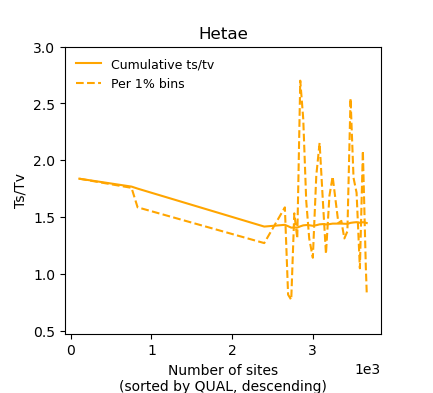 Hetae
3.0
Cumulative ts/tv
Per 1% bins
2.5
2.0
Ts/Tv
1.5
1.0
0.5
0 1 2 3
Number of sites 1e3
(sorted by QUAL, descending)